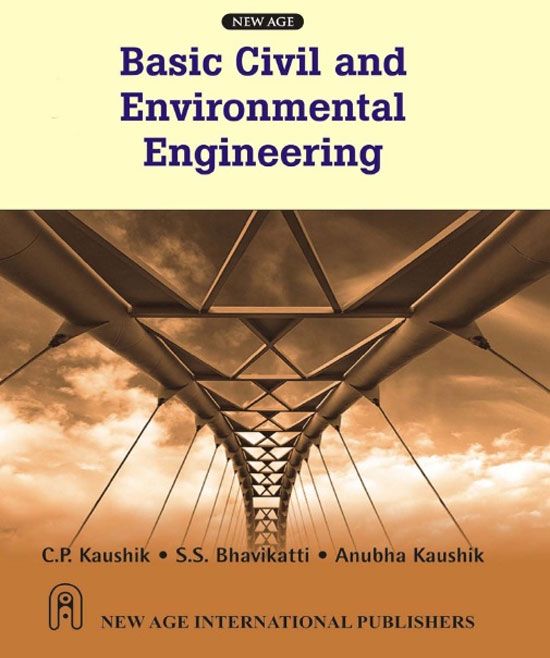 NEW AGE
Basic Civil and
Environmental
Engineering
C.P. Kaushik • S.S. Bhavikatti • Anubha Kaushik
NEW AGE INTERNATIONAL PUBLISHERS